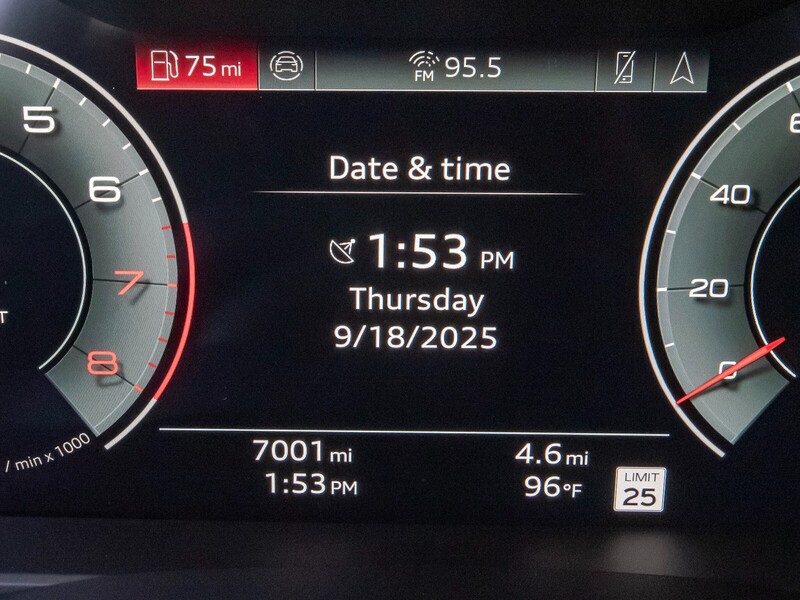 75 mi
FM 95.5
Date & time
1:53 PM
Thursday
9/18/2025
5
6
7
8
/ min x 1000
40
20
0
7001 mi
4.6 mi
1:53 PM
96°F
LIMIT
25